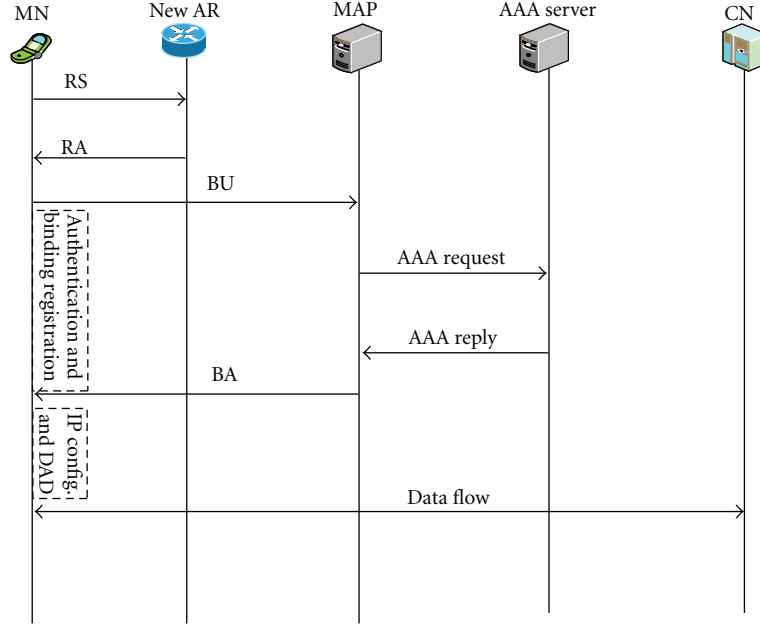 MN
New AR
MAP
AAA server
CN
RS
RA
BU
Authentication and
binding registration
AAA request
AAA reply
BA
IP config.
and DAD
Data flow